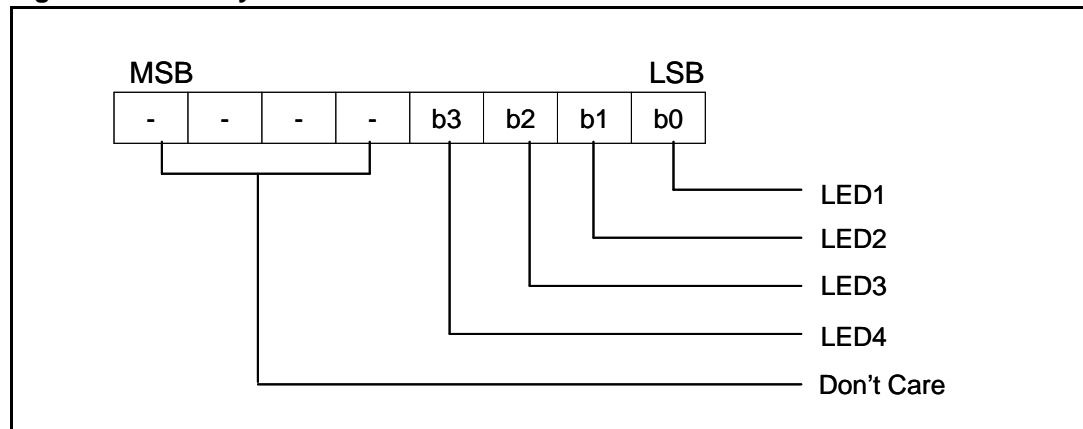 MSB LSB
- - - - b3 b2 b1 b0
LED1
LED2
LED3
LED4
Don't Care